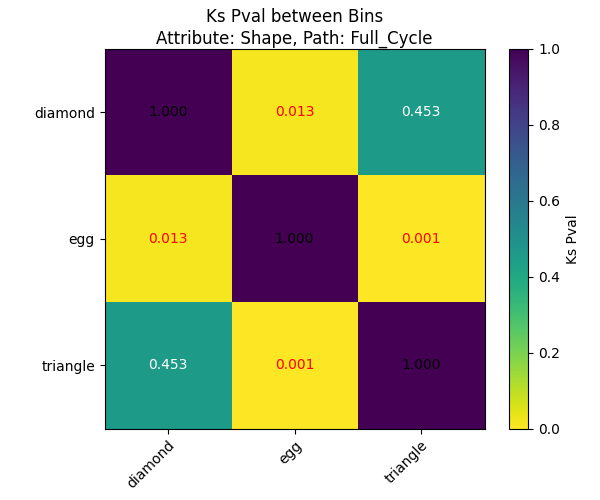 Ks Pval between Bins
Attribute: Shape, Path: Full_Cycle
diamond
1.000
0.013
0.453
egg
0.013
1.000
0.001
triangle
0.453
0.001
1.000
diamond
egg
triangle
1.0
0.8
0.6
0.4
0.2
0.0
Ks Pval